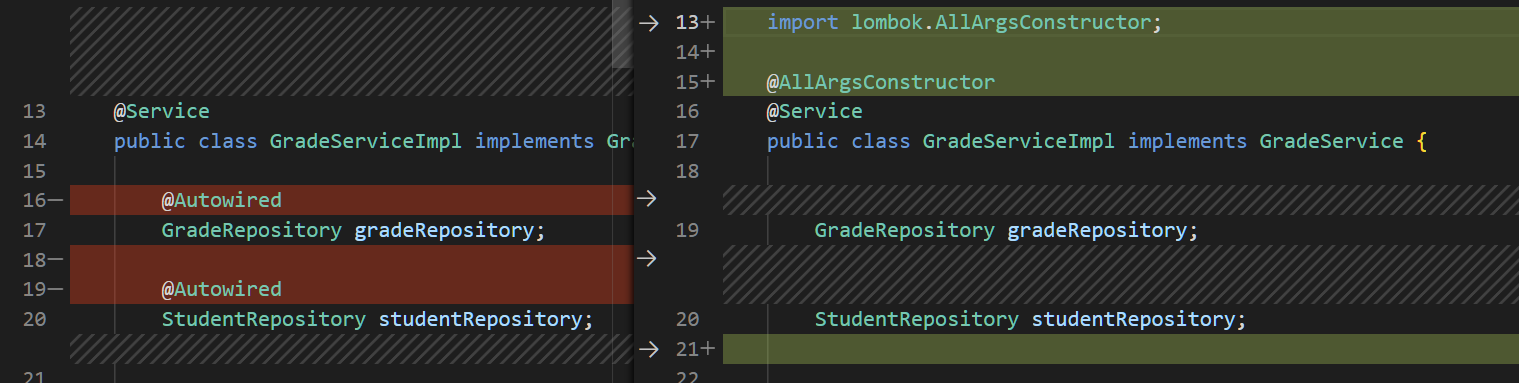 13 @Service
14 public class GradeServiceImpl implements Gr
15
16— @Autowired
17 GradeRepository gradeRepository;
18—
19— @Autowired
20 StudentRepository studentRepository;
21
→ 13+ import lombok.AllArgsConstructor;
14+
15+ @AllArgsConstructor
16 @Service
17 public class GradeServiceImpl implements GradeService {
18
→
19 GradeRepository gradeRepository;
→
20 StudentRepository studentRepository;
→ 21+
22